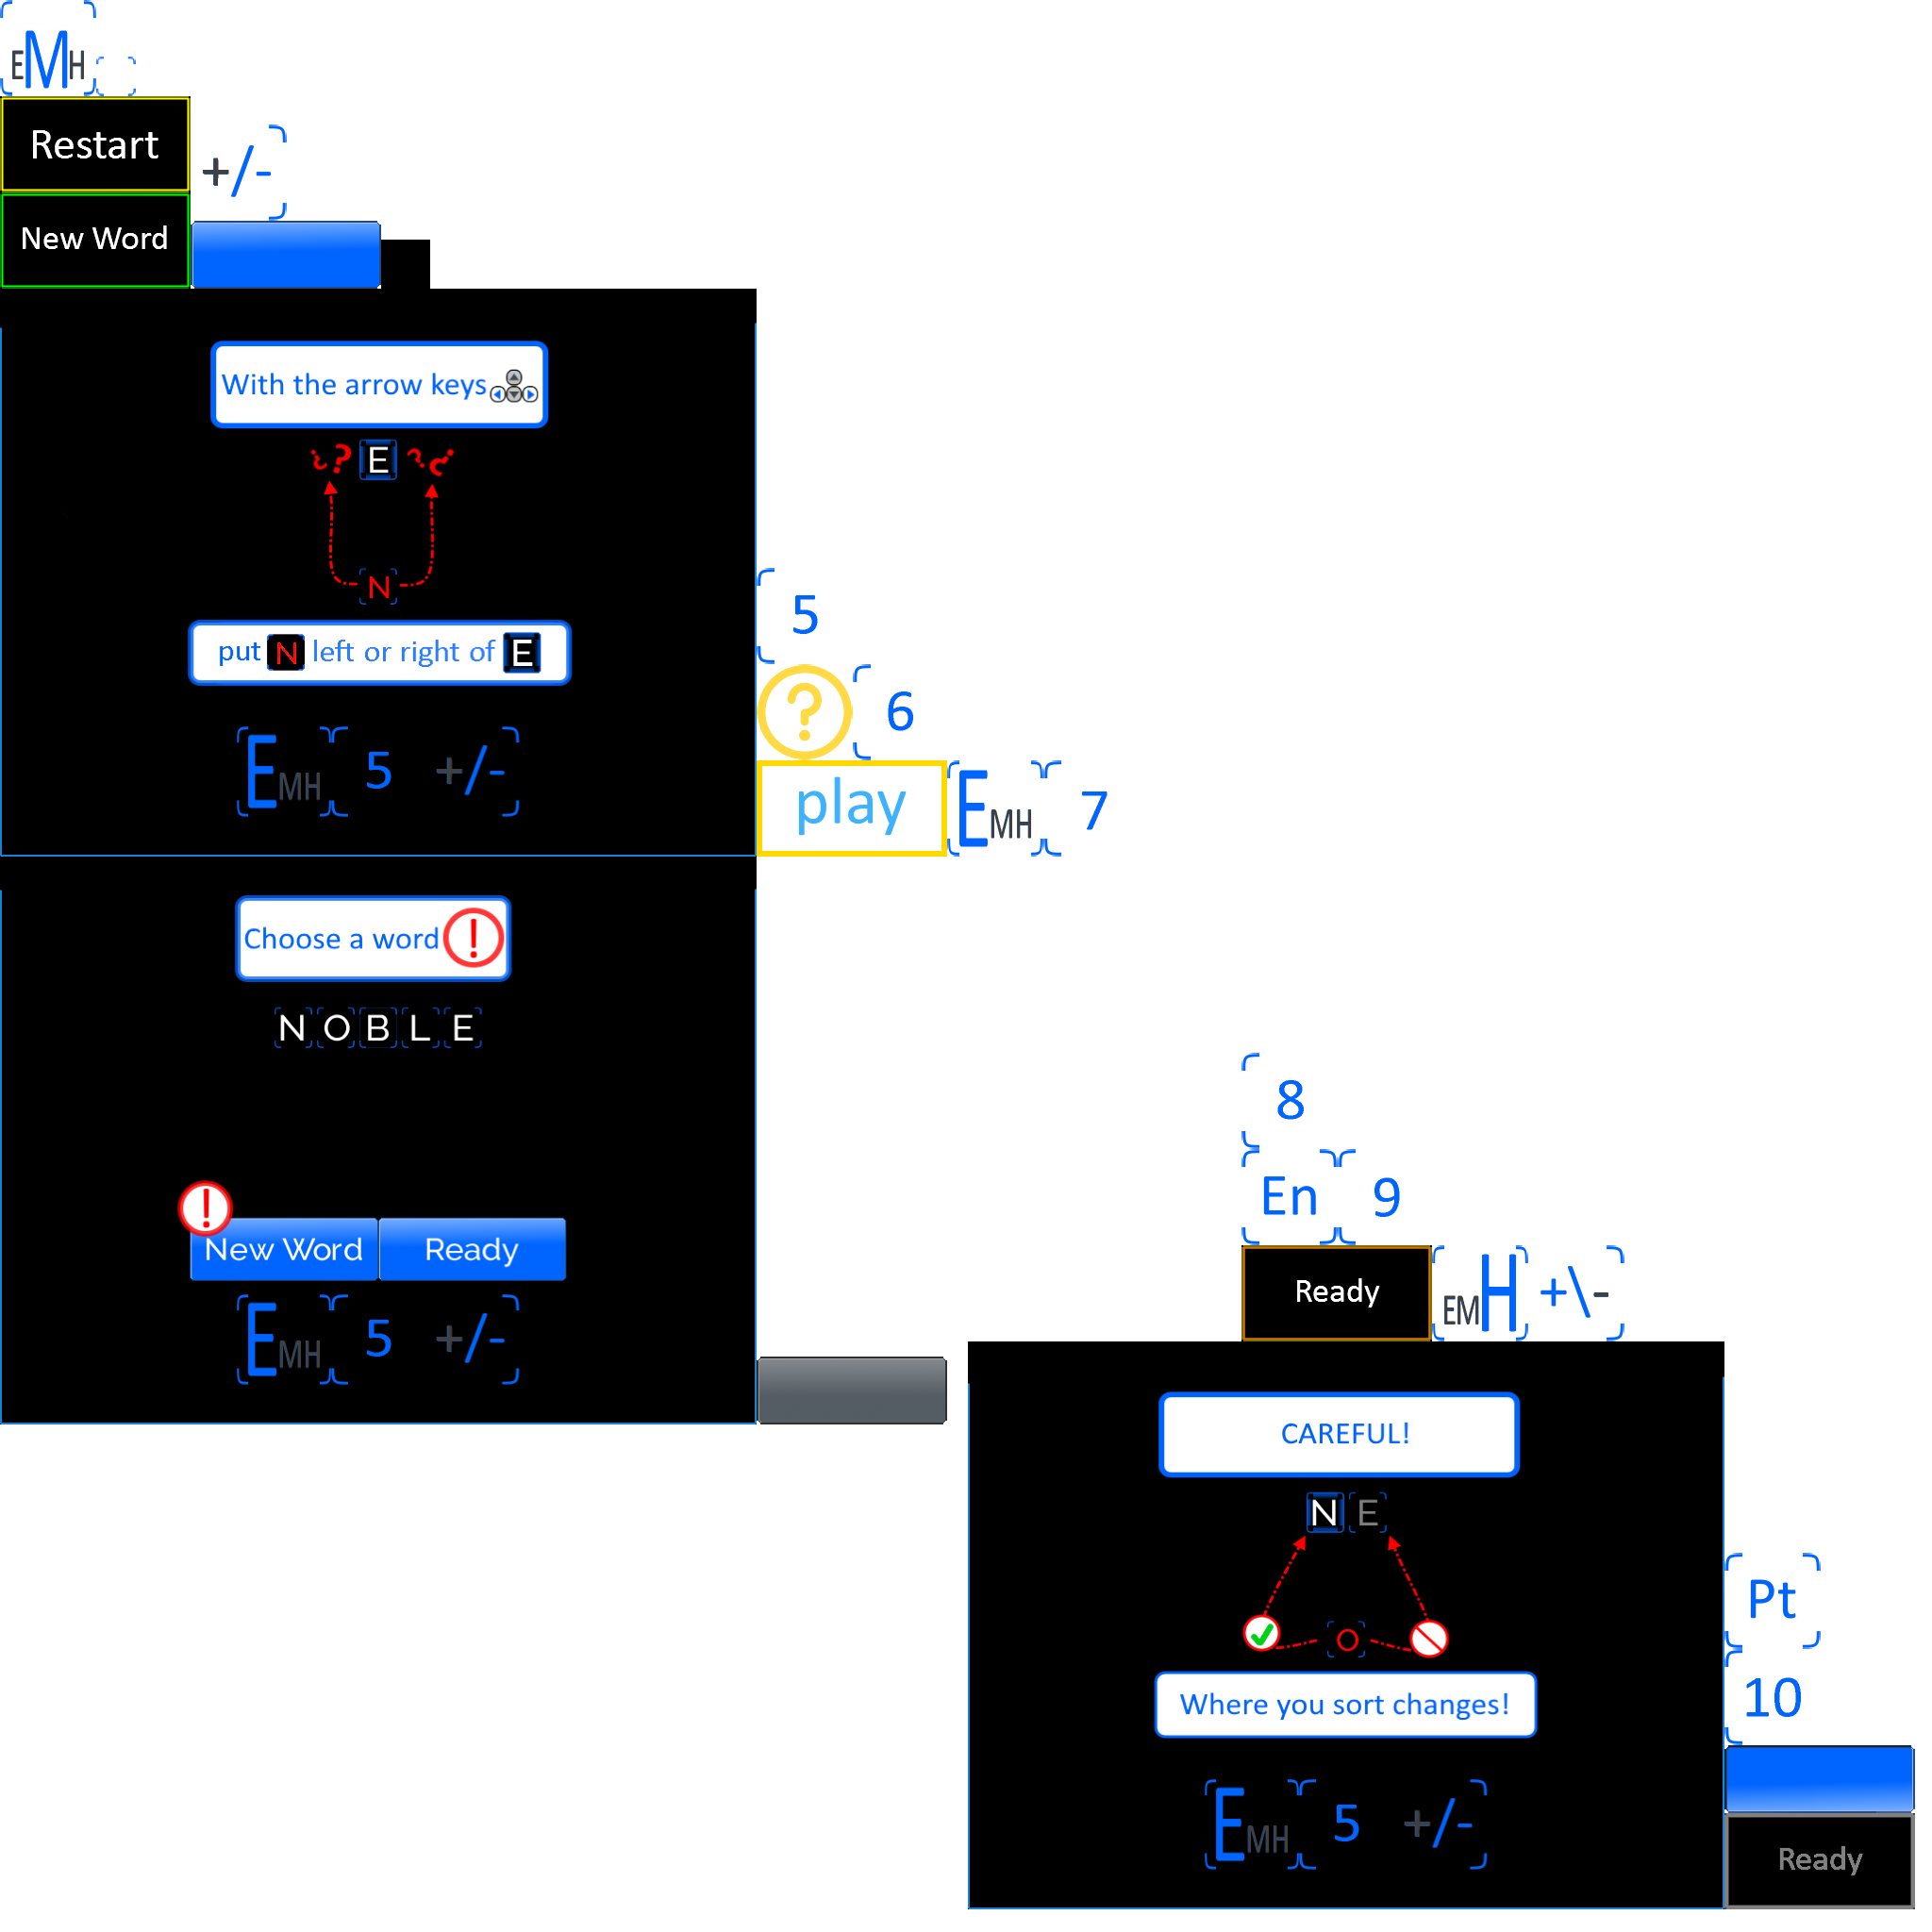 EMH
Restart
+/-
New Word
With the arrow keys
?? E ??
N
put N left or right of E
EMH 5 +/-
5
? 6
play EMH 7
Choose a word !
N O B L E
!
New Word Ready
EMH 5 +/-
8
En 9
Ready EMH +\-
CAREFUL!
N E
O
Where you sort changes!
EMH 5 +/-
Pt
10
Ready